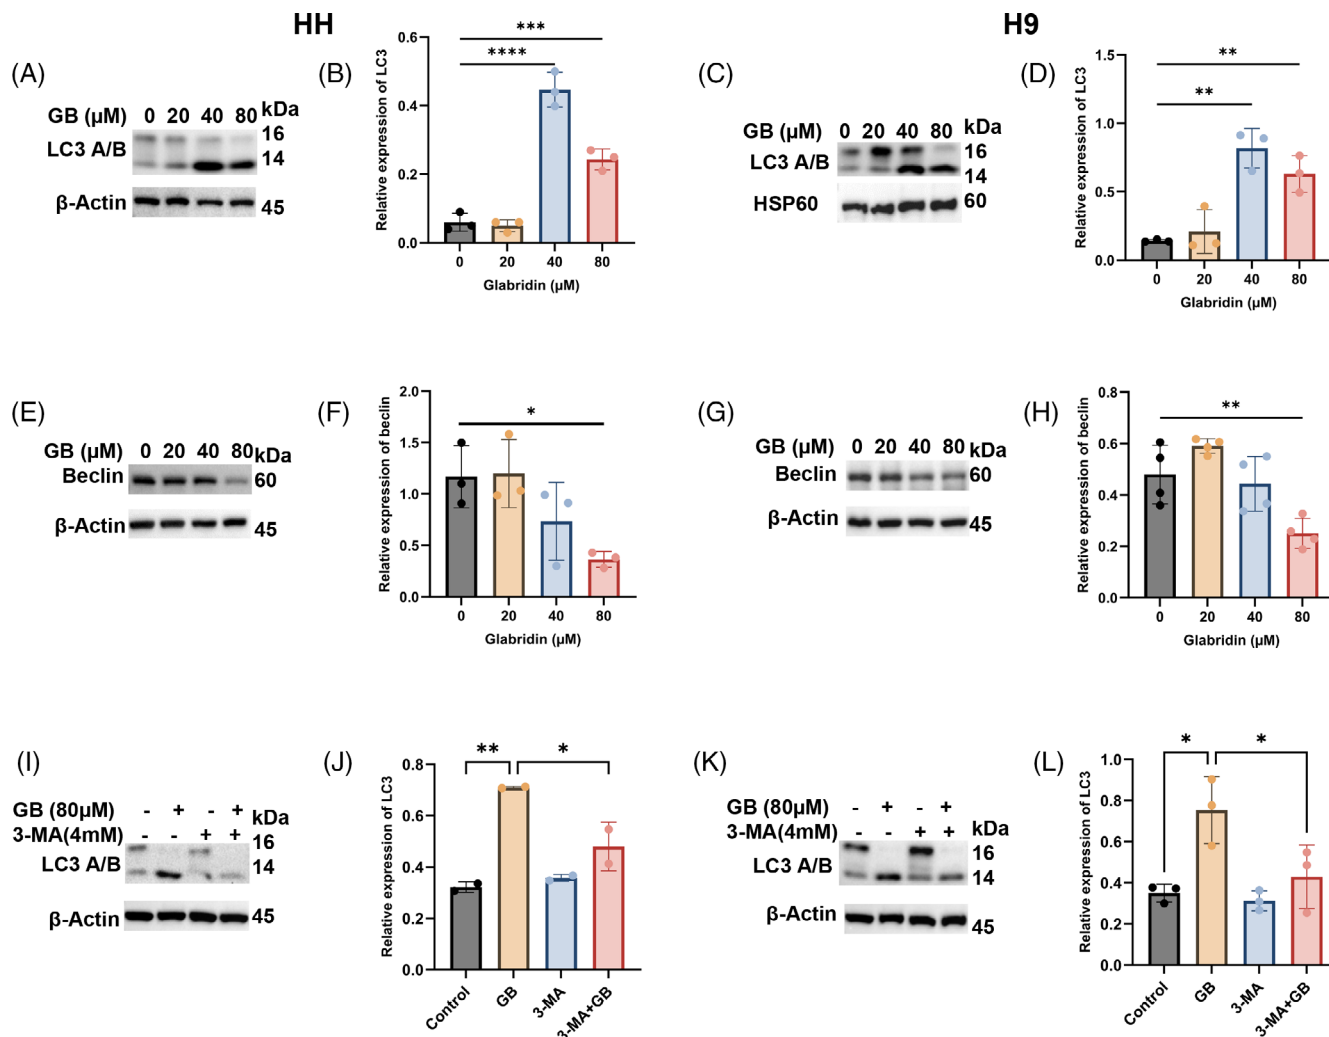 HH H9
(A)
GB (µM) 0 20 40 80 kDa
LC3 A/B 16
14
β-Actin 45
(B)
Relative expression of LC3
0.6
0.4
0.2
0.0
***
****
0 20 40 80
Glabridin (µM)
(C)
GB (µM) 0 20 40 80 kDa
LC3 A/B 16
14
HSP60 60
(D)
Relative expression of LC3
1.5
1.0
0.5
0.0
**
**
0 20 40 80
Glabridin (µM)
(E)
GB (µM) 0 20 40 80 kDa
Beclin 60
β-Actin 45
(F)
Relative expression of beclin
2.0
1.5
1.0
0.5
0.0
*
0 20 40 80
Glabridin (µM)
(G)
GB (µM) 0 20 40 80 kDa
Beclin 60
β-Actin 45
(H)
Relative expression of beclin
0.8
0.6
0.4
0.2
0.0
**
0 20 40 80
Glabridin (µM)
(I)
GB (80µM) - + - + kDa
3-MA(4mM) - - + +
LC3 A/B 16
14
β-Actin 45
(J)
Relative expression of LC3
0.8
0.6
0.4
0.2
0.0
** *
Control GB 3-MA 3-MA+GB
(K)
GB (80µM) - + - +
3-MA(4mM) - - + + kDa
LC3 A/B 16
14
β-Actin 45
(L)
Relative expression of LC3
1.0
0.8
0.6
0.4
0.2
0.0
* *
Control GB 3-MA 3-MA+GB